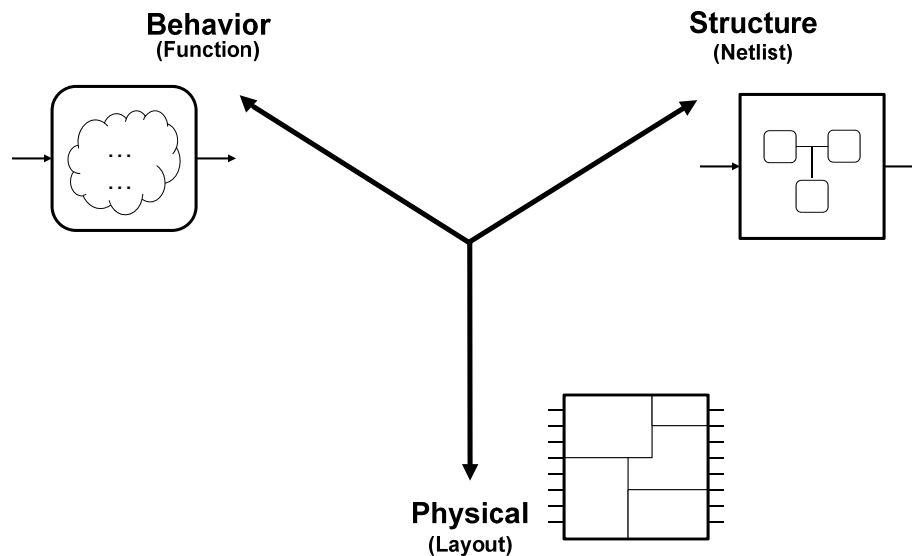 Behavior
(Function)
Structure
(Netlist)
...
...
Physical
(Layout)